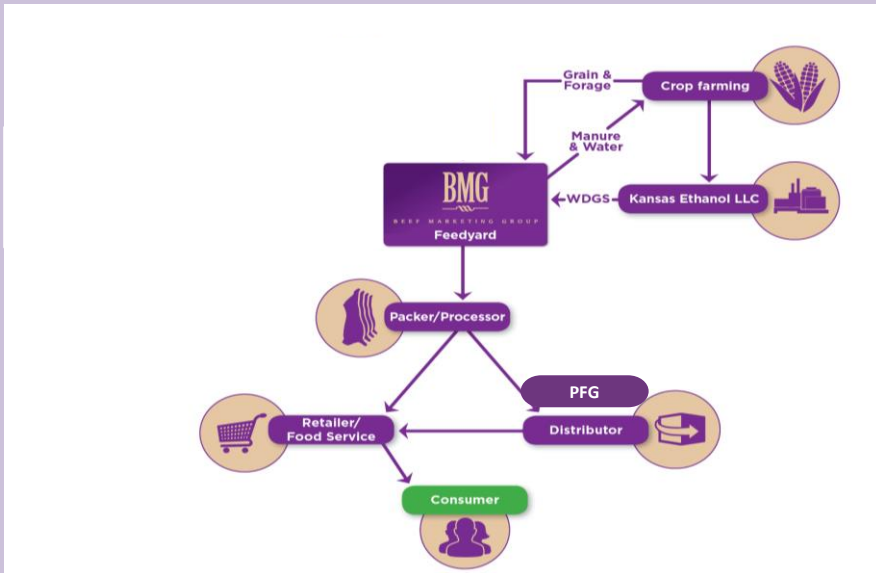 Grain &
Forage
Crop farming
Manure
& Water
BMG
BEEF MARKETING GROUP
Feedyard
WDGS
Kansas Ethanol LLC
Packer/Processor
PFG
Retailer/
Food Service
Distributor
Consumer